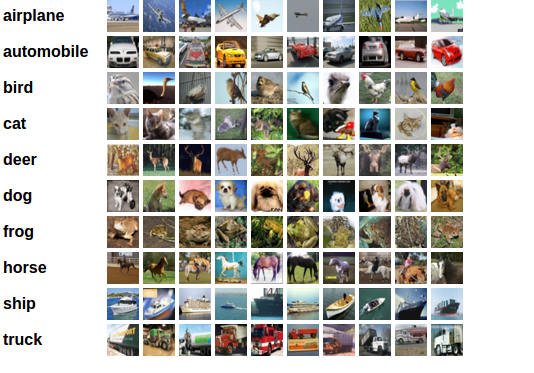 airplane
automobile
bird
cat
deer
dog
frog
horse
ship
truck